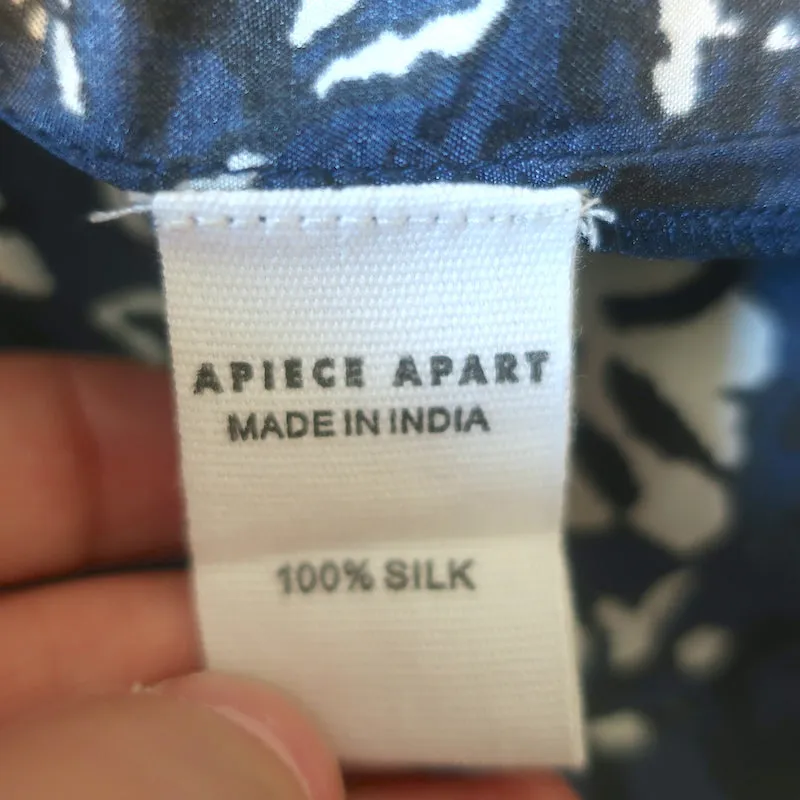 APIECE APART
MADE IN INDIA
100% SILK